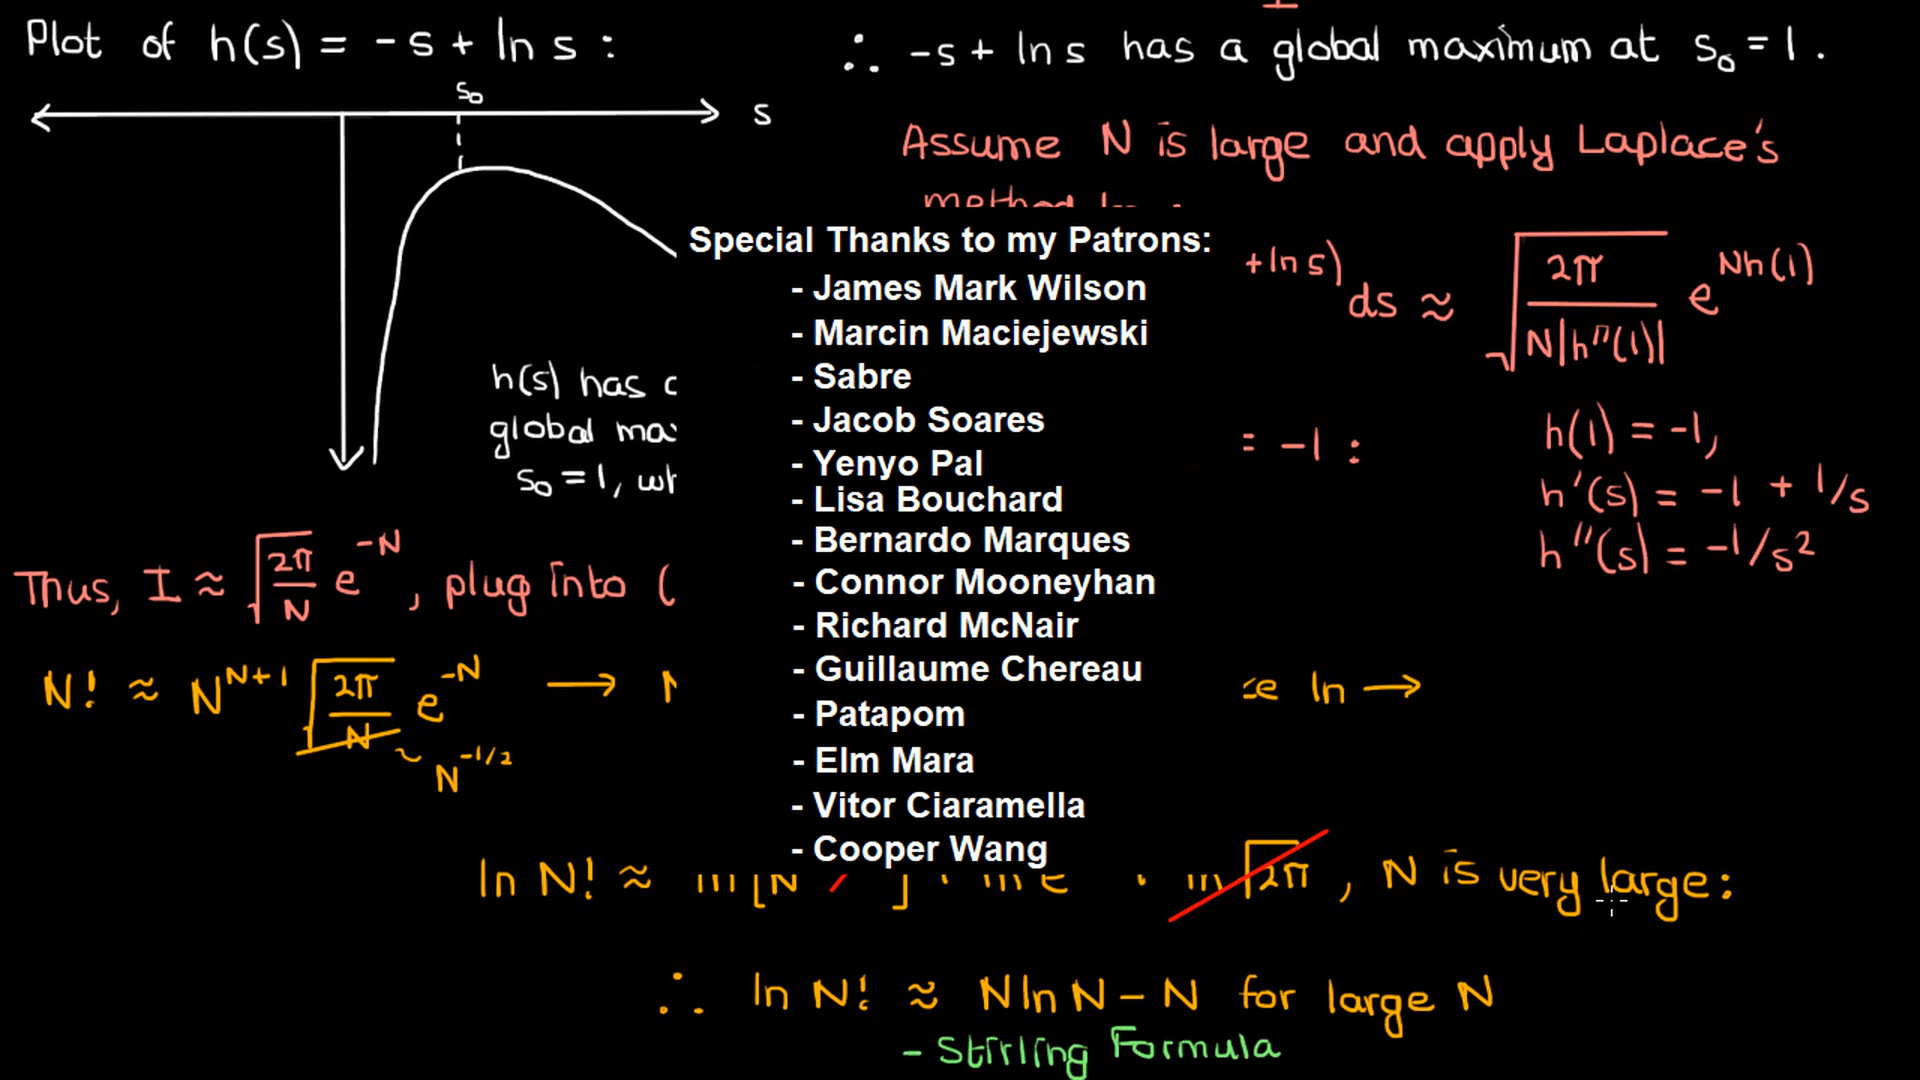 Plot of h(s) = -s + ln s :
s₀
s
h(s) has
global
s₀ = 1,
∴ -s + ln s has a global maximum at s₀ = 1 .
Assume N is large and apply Laplace's
method
+ln s) ds ≈ √(2π / N|h''(1)|) e^{Nh(1)}
= -1 :
h(1) = -1,
h'(s) = -1 + 1/s
h''(s) = -1/s²
Special Thanks to my Patrons:
- James Mark Wilson
- Marcin Maciejewski
- Sabre
- Jacob Soares
- Yenyo Pal
- Lisa Bouchard
- Bernardo Marques
- Connor Mooneyhan
- Richard McNair
- Guillaume Chereau
- Patapom
- Elm Mara
- Vitor Ciaramella
- Cooper Wang
Thus, I ≈ √(2π/N) e^{-N} , plug into (
N! ≈ N^{N+1} √(2π/N) e^{-N} →
ln →
~ N^{-1/2}
ln N! ≈ √2π , N is very large:
∴ ln N! ≈ N ln N - N for large N
- Stirling Formula